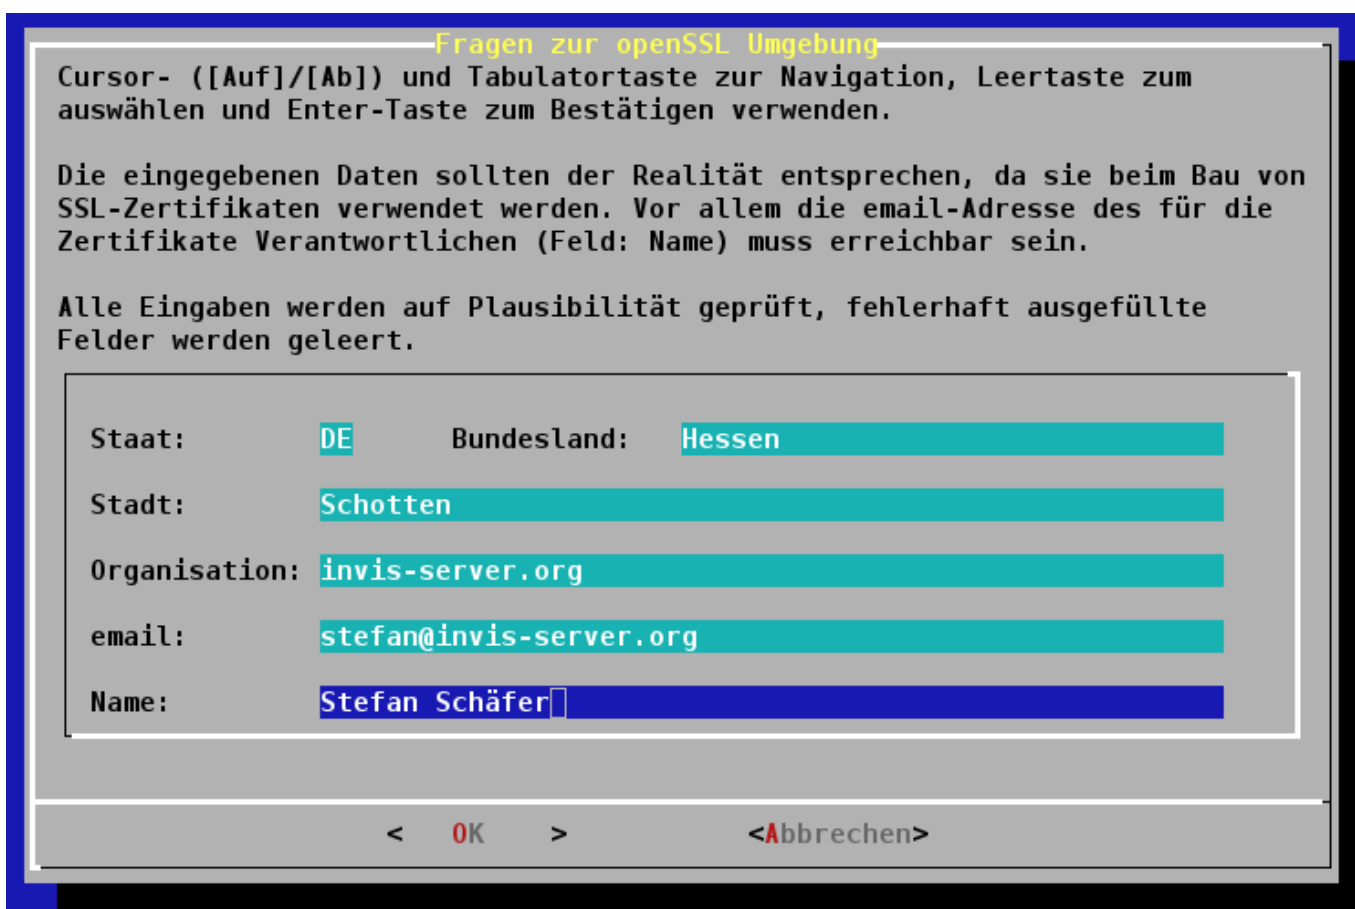 Fragen zur openSSL Umgebung
Cursor- ([Auf]/[Ab]) und Tabulatortaste zur Navigation, Leertaste zum
auswählen und Enter-Taste zum Bestätigen verwenden.
Die eingegebenen Daten sollten der Realität entsprechen, da sie beim Bau von
SSL-Zertifikaten verwendet werden. Vor allem die email-Adresse des für die
Zertifikate Verantwortlichen (Feld: Name) muss erreichbar sein.
Alle Eingaben werden auf Plausibilität geprüft, fehlerhaft ausgefüllte
Felder werden geleert.
Staat: DE Bundesland: Hessen
Stadt: Schotten
Organisation: invis-server.org
email: stefan@invis-server.org
Name: Stefan Schäfer
< OK > <Abbrechen>